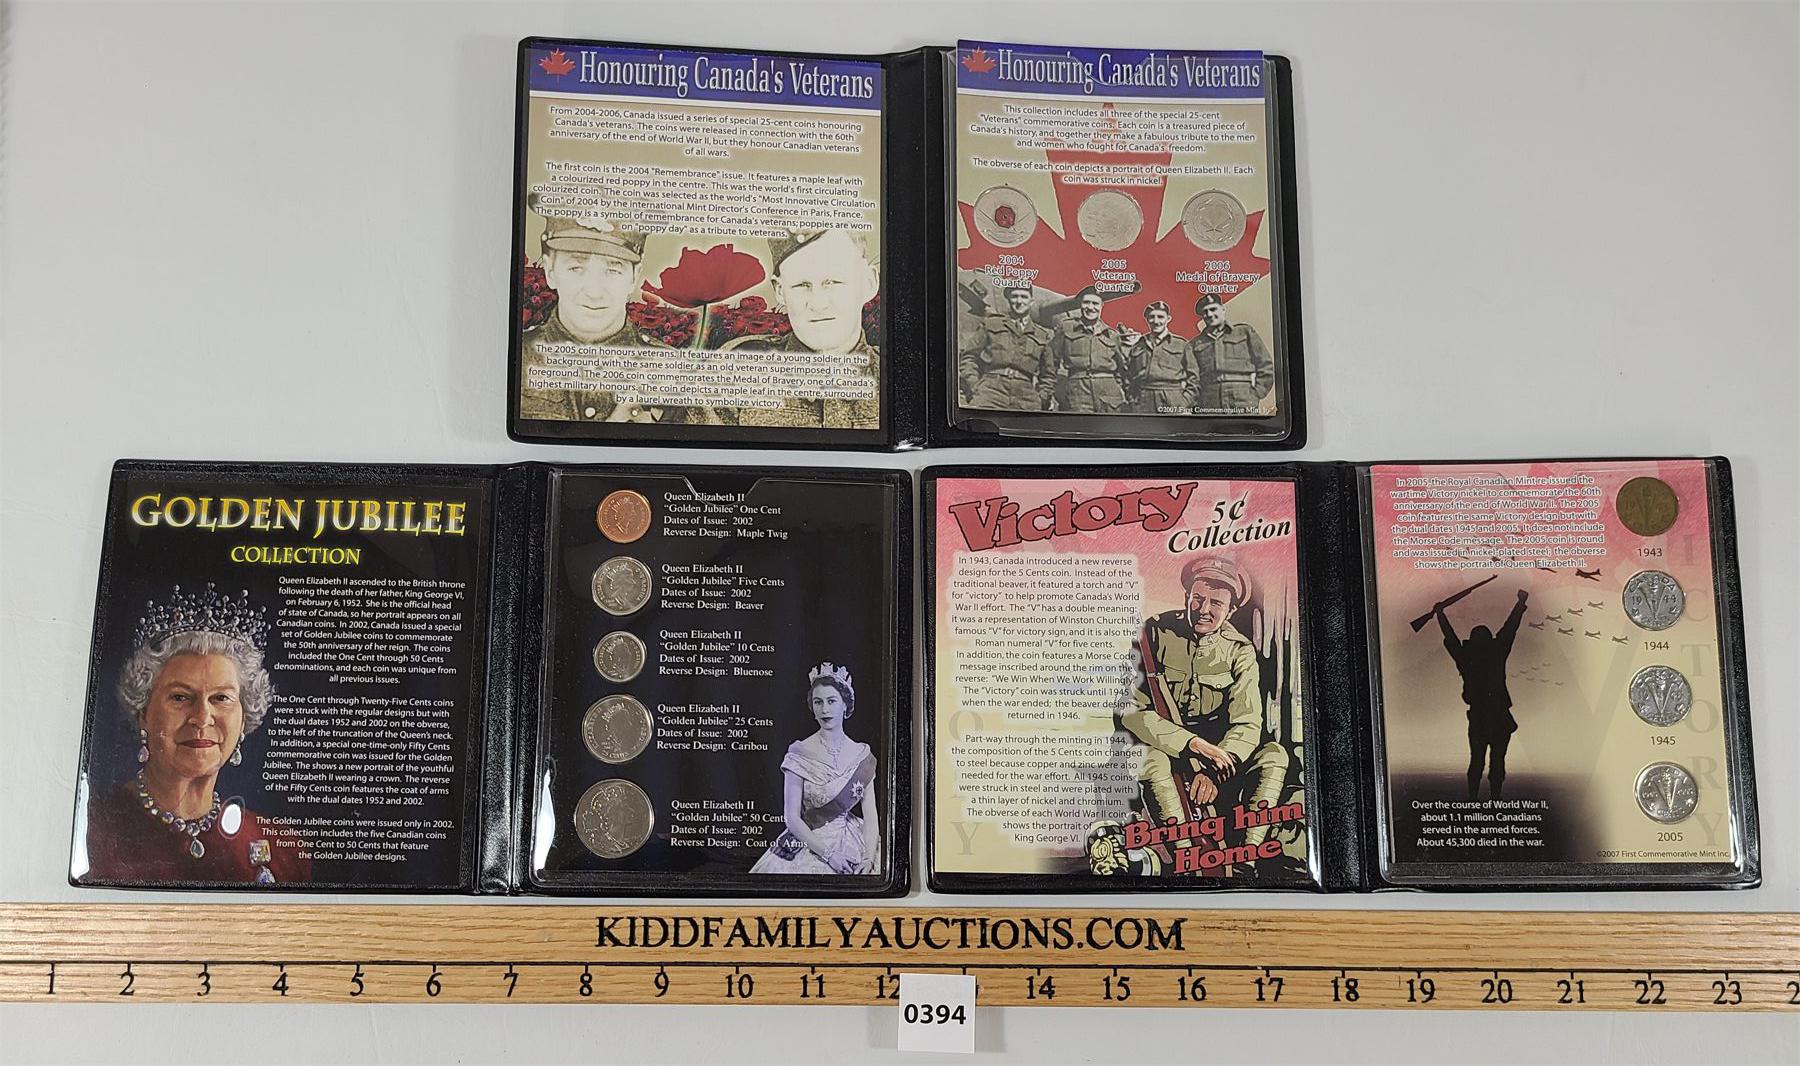 Honouring Canada's Veterans
From 2004-2006, Canada issued a series of special 25-cent coins honouring
Canada's veterans. The coins were released in connection with the 60th
anniversary of the end of World War II, but they honour Canadian veterans
of all wars.
The first coin is the 2004 "Remembrance" issue. It features a maple leaf with
a colourized red poppy in the centre. This was the world's first circulating
colourized coin. The coin was selected as the world's "Most Innovative Circulation
Coin" of 2004 by the international Mint Director's Conference in Paris, France.
The poppy is a symbol of remembrance for Canada's veterans; poppies are worn
on "poppy day" as a tribute to veterans.
The 2005 coin honours veterans. It features an image of a young soldier in the
background with the same soldier as an old veteran superimposed in the
foreground. The 2006 coin commemorates the Medal of Bravery, one of Canada's
highest military honours. The coin depicts a maple leaf in the centre, surrounded
by a laurel wreath to symbolize victory.
Honouring Canada's Veterans
This collection includes all three of the special 25-cent
"Veterans" commemorative coins. Each coin is a treasured piece of
Canada's history, and together they make a fabulous tribute to the men
and women who fought for Canada's freedom.
The obverse of each coin depicts a portrait of Queen Elizabeth II. Each
coin was struck in nickel.
2004
Red Poppy
Quarter
2005
Veterans
Quarter
2006
Medal of Bravery
Quarter
©2007 First Commemorative Mint Inc.
GOLDEN JUBILEE
COLLECTION
Queen Elizabeth II ascended to the British throne
following the death of her father, King George VI,
on February 6, 1952. She is the official head
of state of Canada, so her portrait appears on all
Canadian coins. In 2002, Canada issued a special
set of Golden Jubilee coins to commemorate
the 50th anniversary of her reign. The coins
included the One Cent through 50 Cents
denominations, and each coin was unique from
all previous issues.
The One Cent through Twenty-Five Cents coins
were struck with the regular designs but with
the dual dates 1952 and 2002 on the obverse,
to the left of the truncation of the Queen's neck.
In addition, a special one-time-only Fifty Cents
commemorative coin was issued for the Golden
Jubilee. The shows a new portrait of the youthful
Queen Elizabeth II wearing a crown. The reverse
of the Fifty Cents coin features the coat of arms
with the dual dates 1952 and 2002.
The Golden Jubilee coins were issued only in 2002.
This collection includes the five Canadian coins
from One Cent to 50 Cents that feature
the Golden Jubilee designs.
Queen Elizabeth II
"Golden Jubilee" One Cent
Dates of Issue: 2002
Reverse Design: Maple Twig
Queen Elizabeth II
"Golden Jubilee" Five Cents
Dates of Issue: 2002
Reverse Design: Beaver
Queen Elizabeth II
"Golden Jubilee" 10 Cents
Dates of Issue: 2002
Reverse Design: Bluenose
Queen Elizabeth II
"Golden Jubilee" 25 Cents
Dates of Issue: 2002
Reverse Design: Caribou
Queen Elizabeth II
"Golden Jubilee" 50 Cents
Dates of Issue: 2002
Reverse Design: Coat of Arms
Victory
5¢
Collection
In 1943, Canada introduced a new reverse
design for the 5 Cents coin. Instead of the
traditional beaver, it featured a torch and "V"
for "victory" to help promote Canada's World
War II effort. The "V" has a double meaning:
it was a representation of Winston Churchill's
famous "V" for victory sign, and it is also the
Roman numeral "V" for five cents.
In addition, the coin features a Morse Code
message inscribed around the rim on the
reverse: "We Win When We Work Willingly."
The "Victory" coin was struck until 1945
when the war ended; the beaver design
returned in 1946.
Part-way through the minting in 1944,
the composition of the 5 Cents coin changed
to steel because copper and zinc were also
needed for the war effort. All 1945 coins
were struck in steel and were plated with
a thin layer of nickel and chromium.
The obverse of each World War II coin
shows the portrait of
King George VI.
Bring him
Home
In 2005, the Royal Canadian Mint re-issued the
wartime Victory nickel to commemorate the 60th
anniversary of the end of World War II. The 2005
coin features the same Victory design but with
the dual dates 1945 and 2005. It does not include
the Morse Code message. The 2005 coin is round
and was issued in nickel-plated steel; the obverse
shows the portrait of Queen Elizabeth II.
1943
1944
1945
2005
Over the course of World War II,
about 1.1 million Canadians
served in the armed forces.
About 45,300 died in the war.
©2007 First Commemorative Mint Inc.
KIDDFAMILYAUCTIONS.COM
1 2 3 4 5 6 7 8 9 10 11 12 14 15 16 17 18 19 20 21 22 23 2
0394